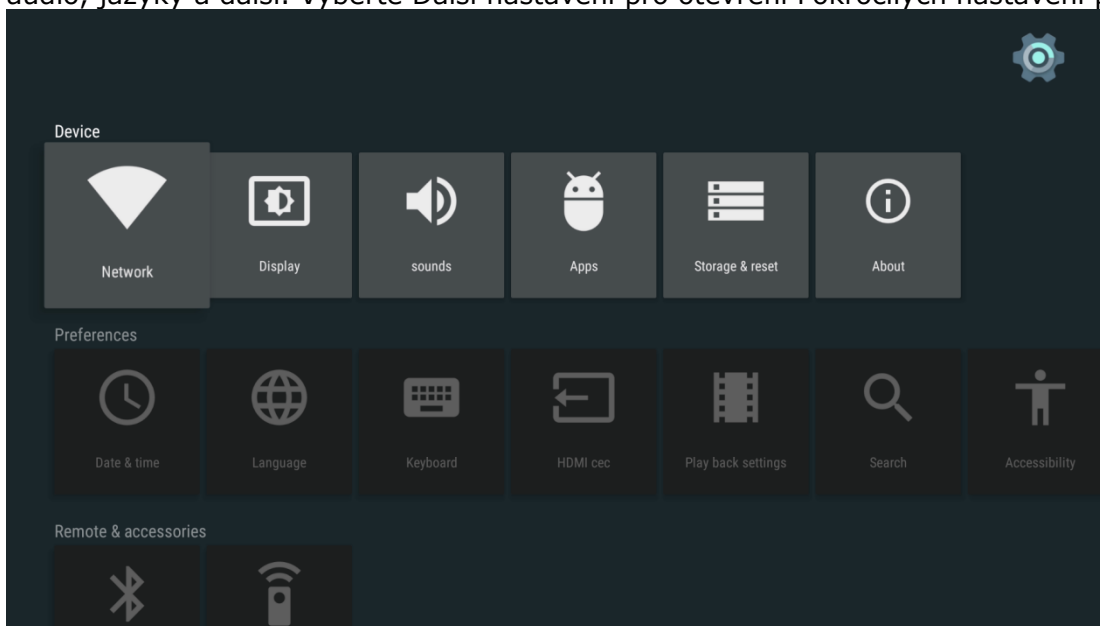 audio, jazyky a další. Vyberte Další nastavení pro otevření Pokročilých nastavení
Device
Network
Display
sounds
Apps
Storage & reset
About
Preferences
Date & time
Language
Keyboard
HDMI cec
Play back settings
Search
Accessibility
Remote & accessories